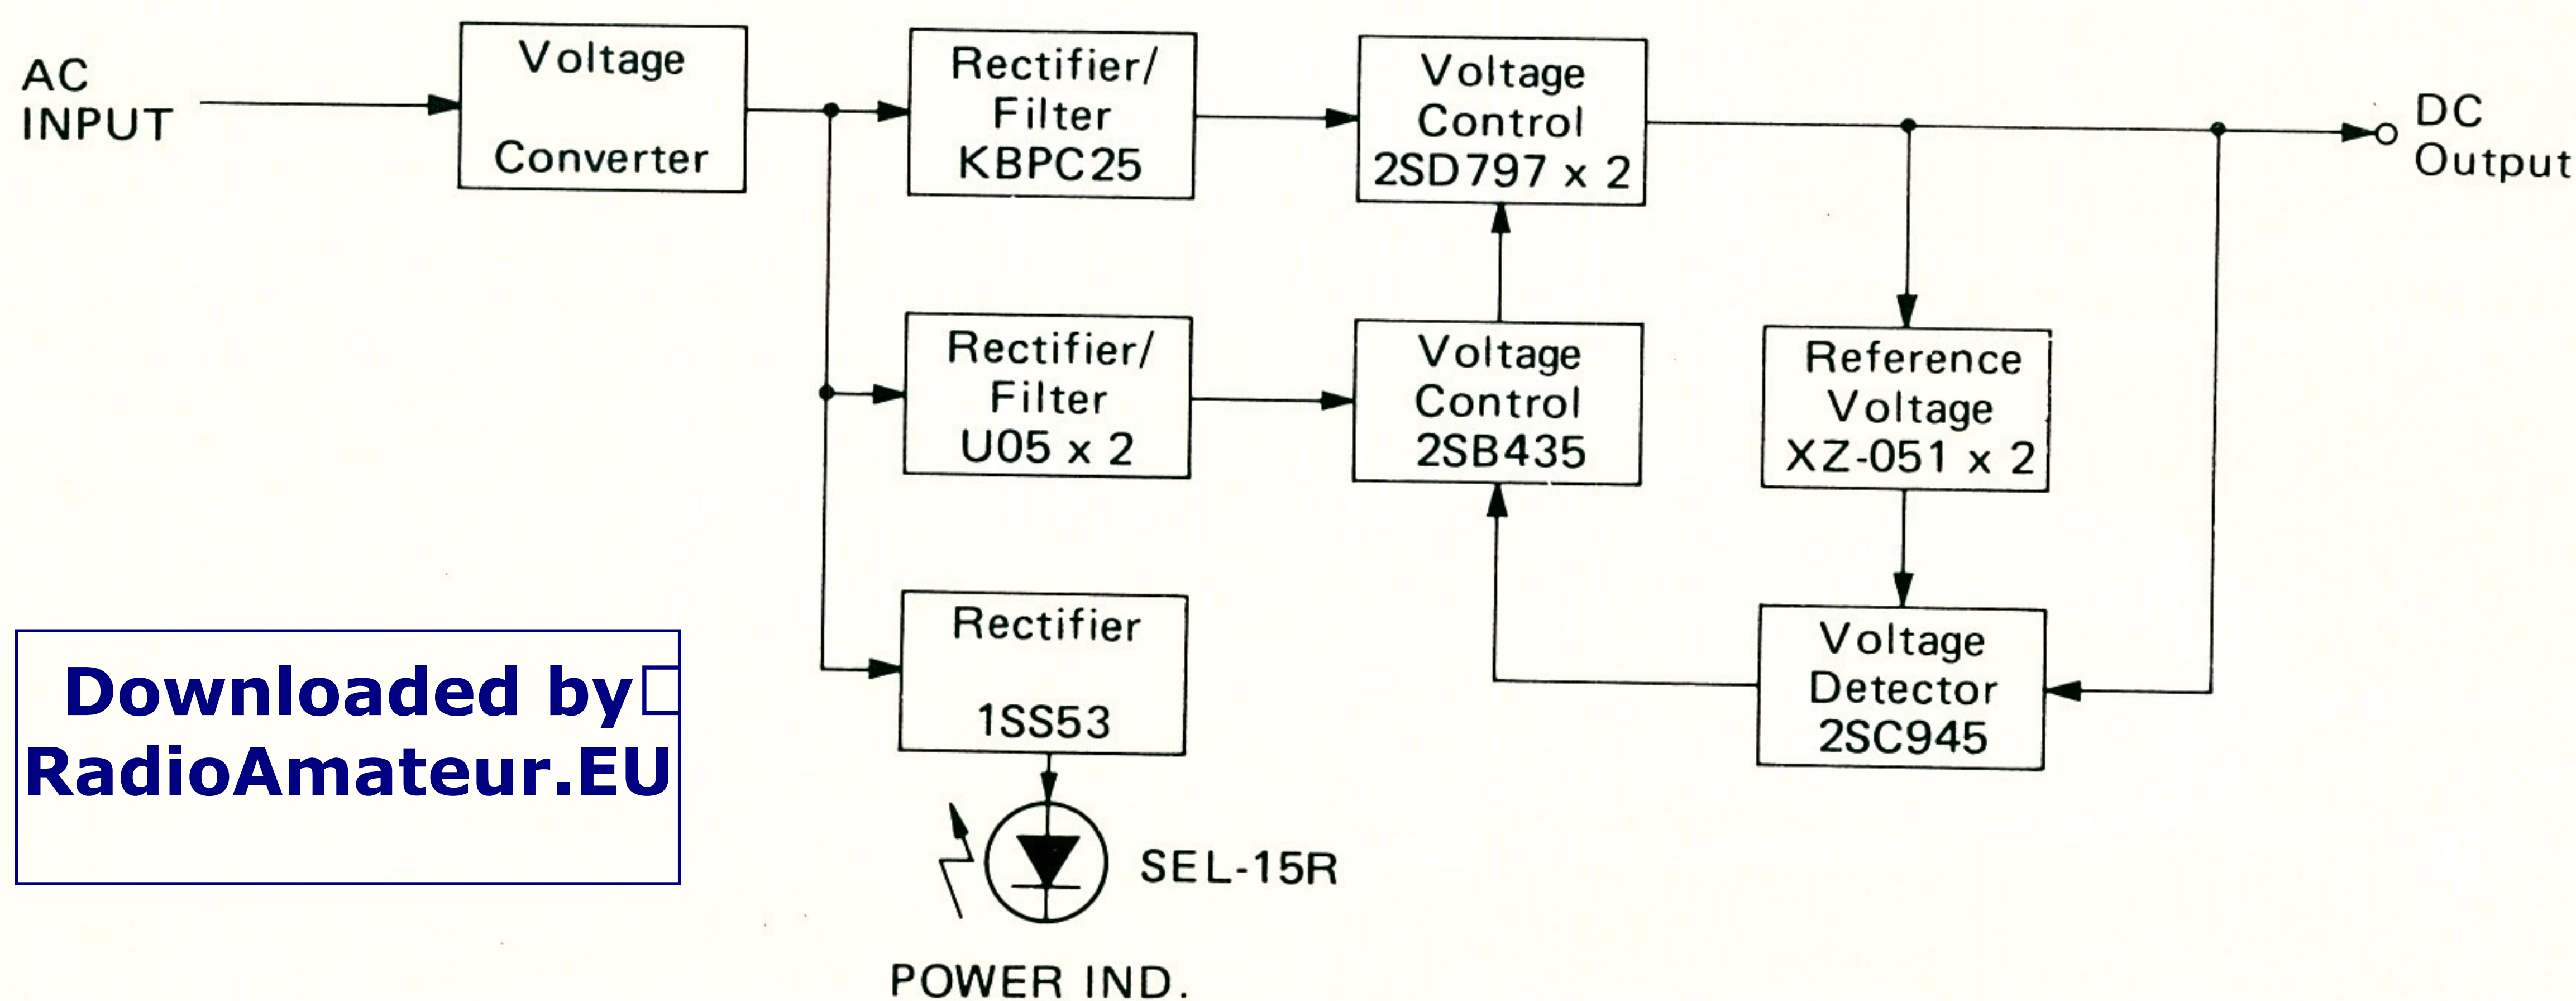 AC
INPUT
Voltage
Converter
Rectifier/
Filter
KBPC25
Voltage
Control
2SD797 x 2
DC
Output
Rectifier/
Filter
U05 x 2
Voltage
Control
2SB435
Reference
Voltage
XZ-051 x 2
Rectifier
1SS53
Voltage
Detector
2SC945
SEL-15R
POWER IND.
Downloaded by
RadioAmateur.EU